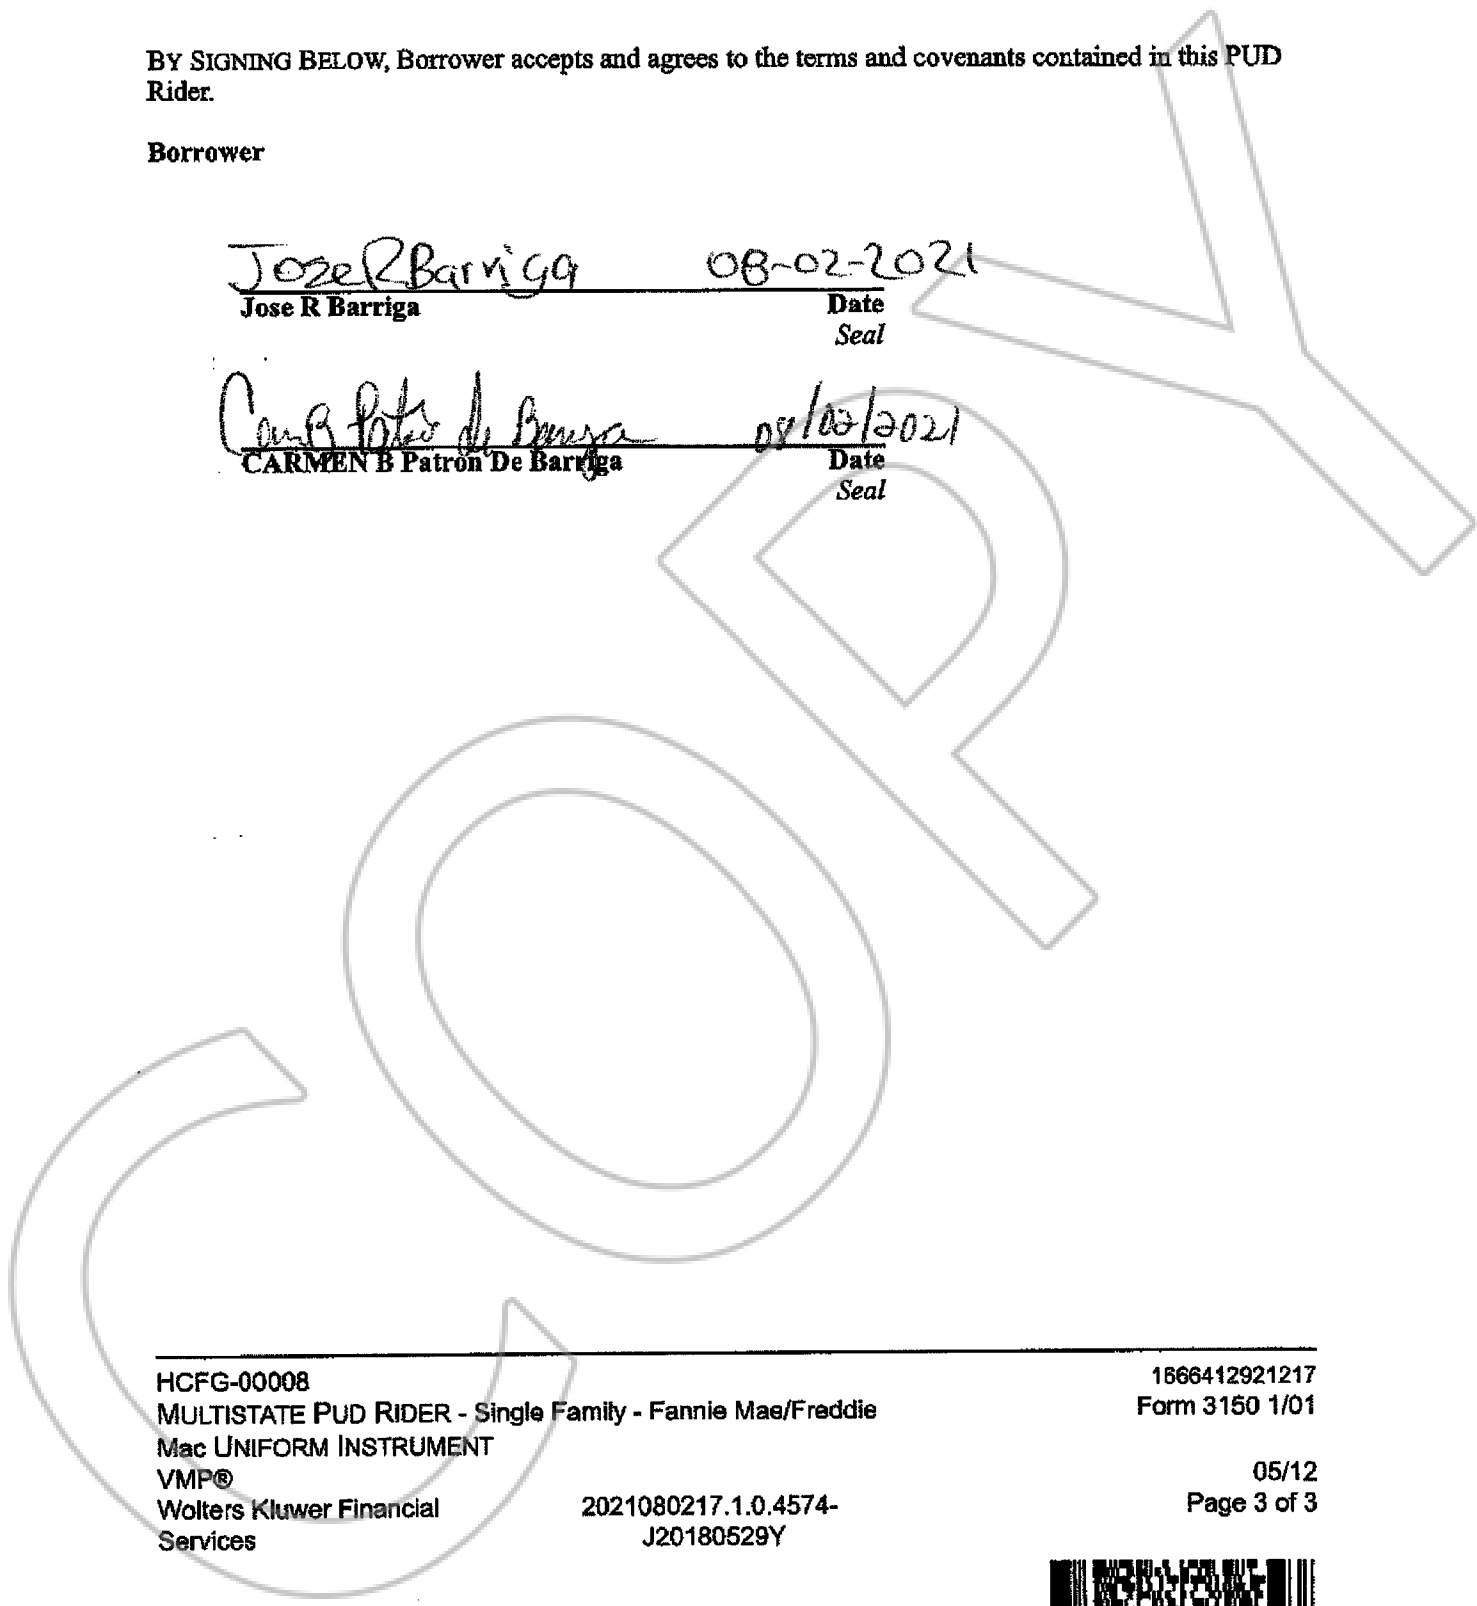 BY SIGNING BELOW, Borrower accepts and agrees to the terms and covenants contained in this PUD
Rider.
Borrower
Jose R Barriga 08-02-2021
Jose R Barriga Date
Seal
08/02/2021
CARMEN B Patron De Barriga Date
Seal
COPY
HCFG-00008 1666412921217
MULTISTATE PUD RIDER - Single Family - Fannie Mae/Freddie Form 3150 1/01
Mac UNIFORM INSTRUMENT
VMP® 05/12
Wolters Kluwer Financial 2021080217.1.0.4574- Page 3 of 3
Services J20180529Y